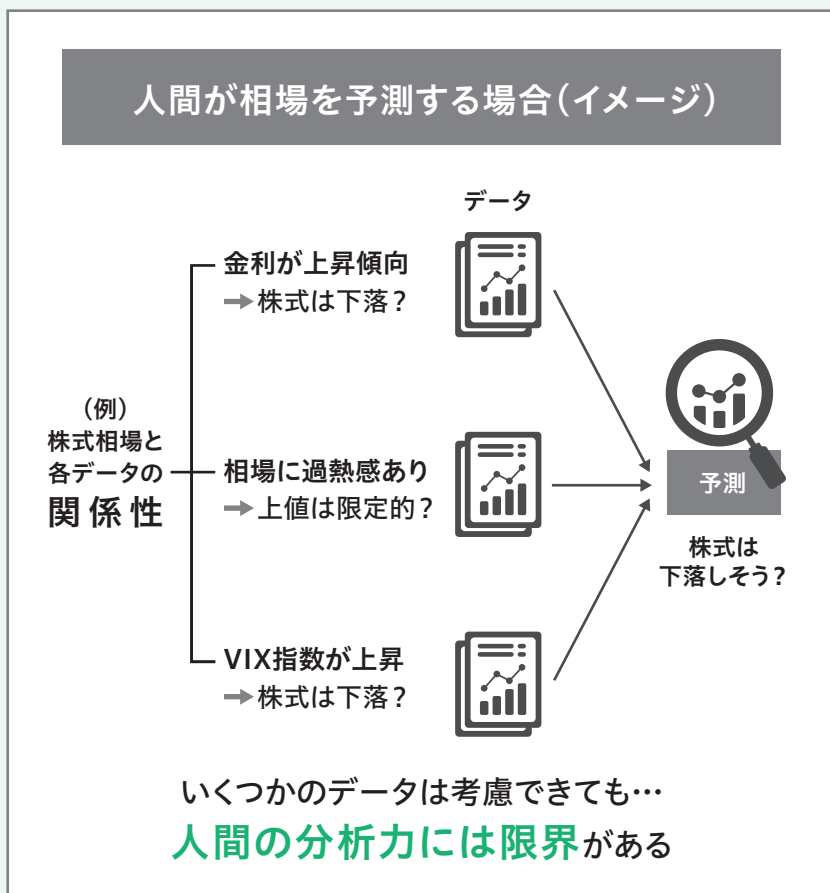 人間が相場を予測する場合（イメージ）
データ
金利が上昇傾向
→株式は下落？
（例）
株式相場と
各データの
関係性
相場に過熱感あり
→上値は限定的？
予測
株式は
下落しそう？
VIX指数が上昇
→株式は下落？
いくつかのデータは考慮できても…
人間の分析力には限界がある